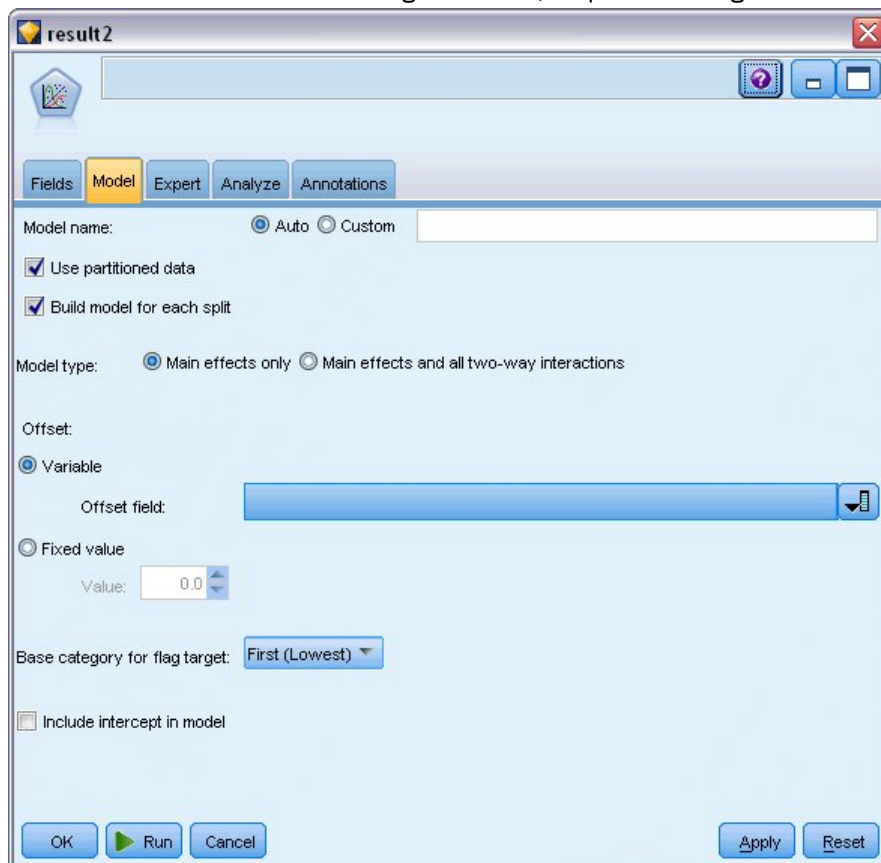 result2
Fields Model Expert Analyze Annotations
Model name: Auto Custom
Use partitioned data
Build model for each split
Model type: Main effects only Main effects and all two-way interactions
Offset:
Variable
Offset field:
Fixed value
Value: 0.0
Base category for flag target: First (Lowest)
Include intercept in model
OK Run Cancel Apply Reset